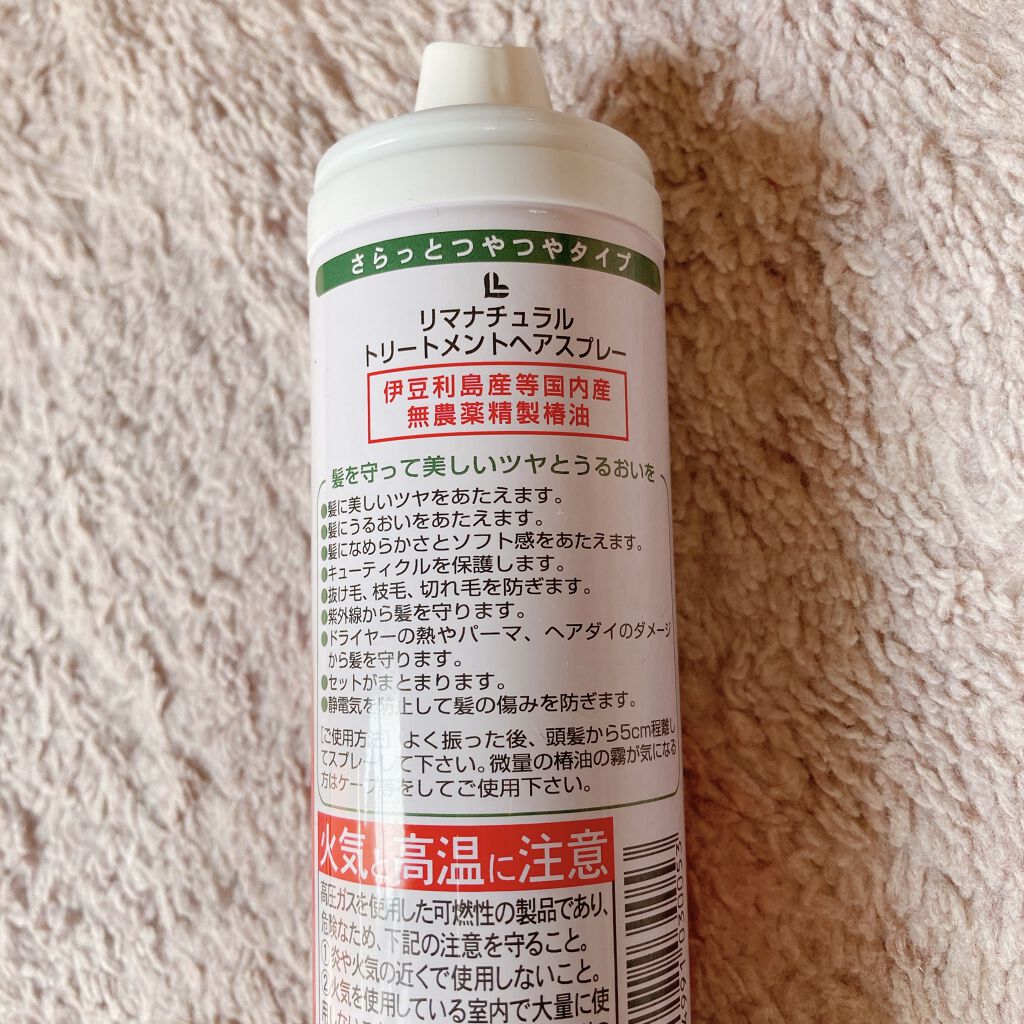 さらっとつやつやタイプ
リマナチュラル
トリートメントヘアスプレー
伊豆利島産等国内産
無農薬精製椿油
髪を守って美しいツヤとうるおいを
●髪に美しいツヤをあたえます。
●髪にうるおいをあたえます。
●髪になめらかさとソフト感をあたえます。
●キューティクルを保護します。
●抜け毛、枝毛、切れ毛を防ぎます。
●紫外線から髪を守ります。
●ドライヤーの熱やパーマ、ヘアダイのダメージ
から髪を守ります。
●セットがまとまります。
●静電気を防止して髪の傷みを防ぎます。
[ご使用方法] よく振った後、頭髪から5cm程離し
てスプレーして下さい。微量の椿油の霧が気になる
方はケープ等をしてご使用下さい。
火気と高温に注意
高圧ガスを使用した可燃性の製品であり、
危険なため、下記の注意を守ること。
①炎や火気の近くで使用しないこと。
②火気を使用している室内で大量に使